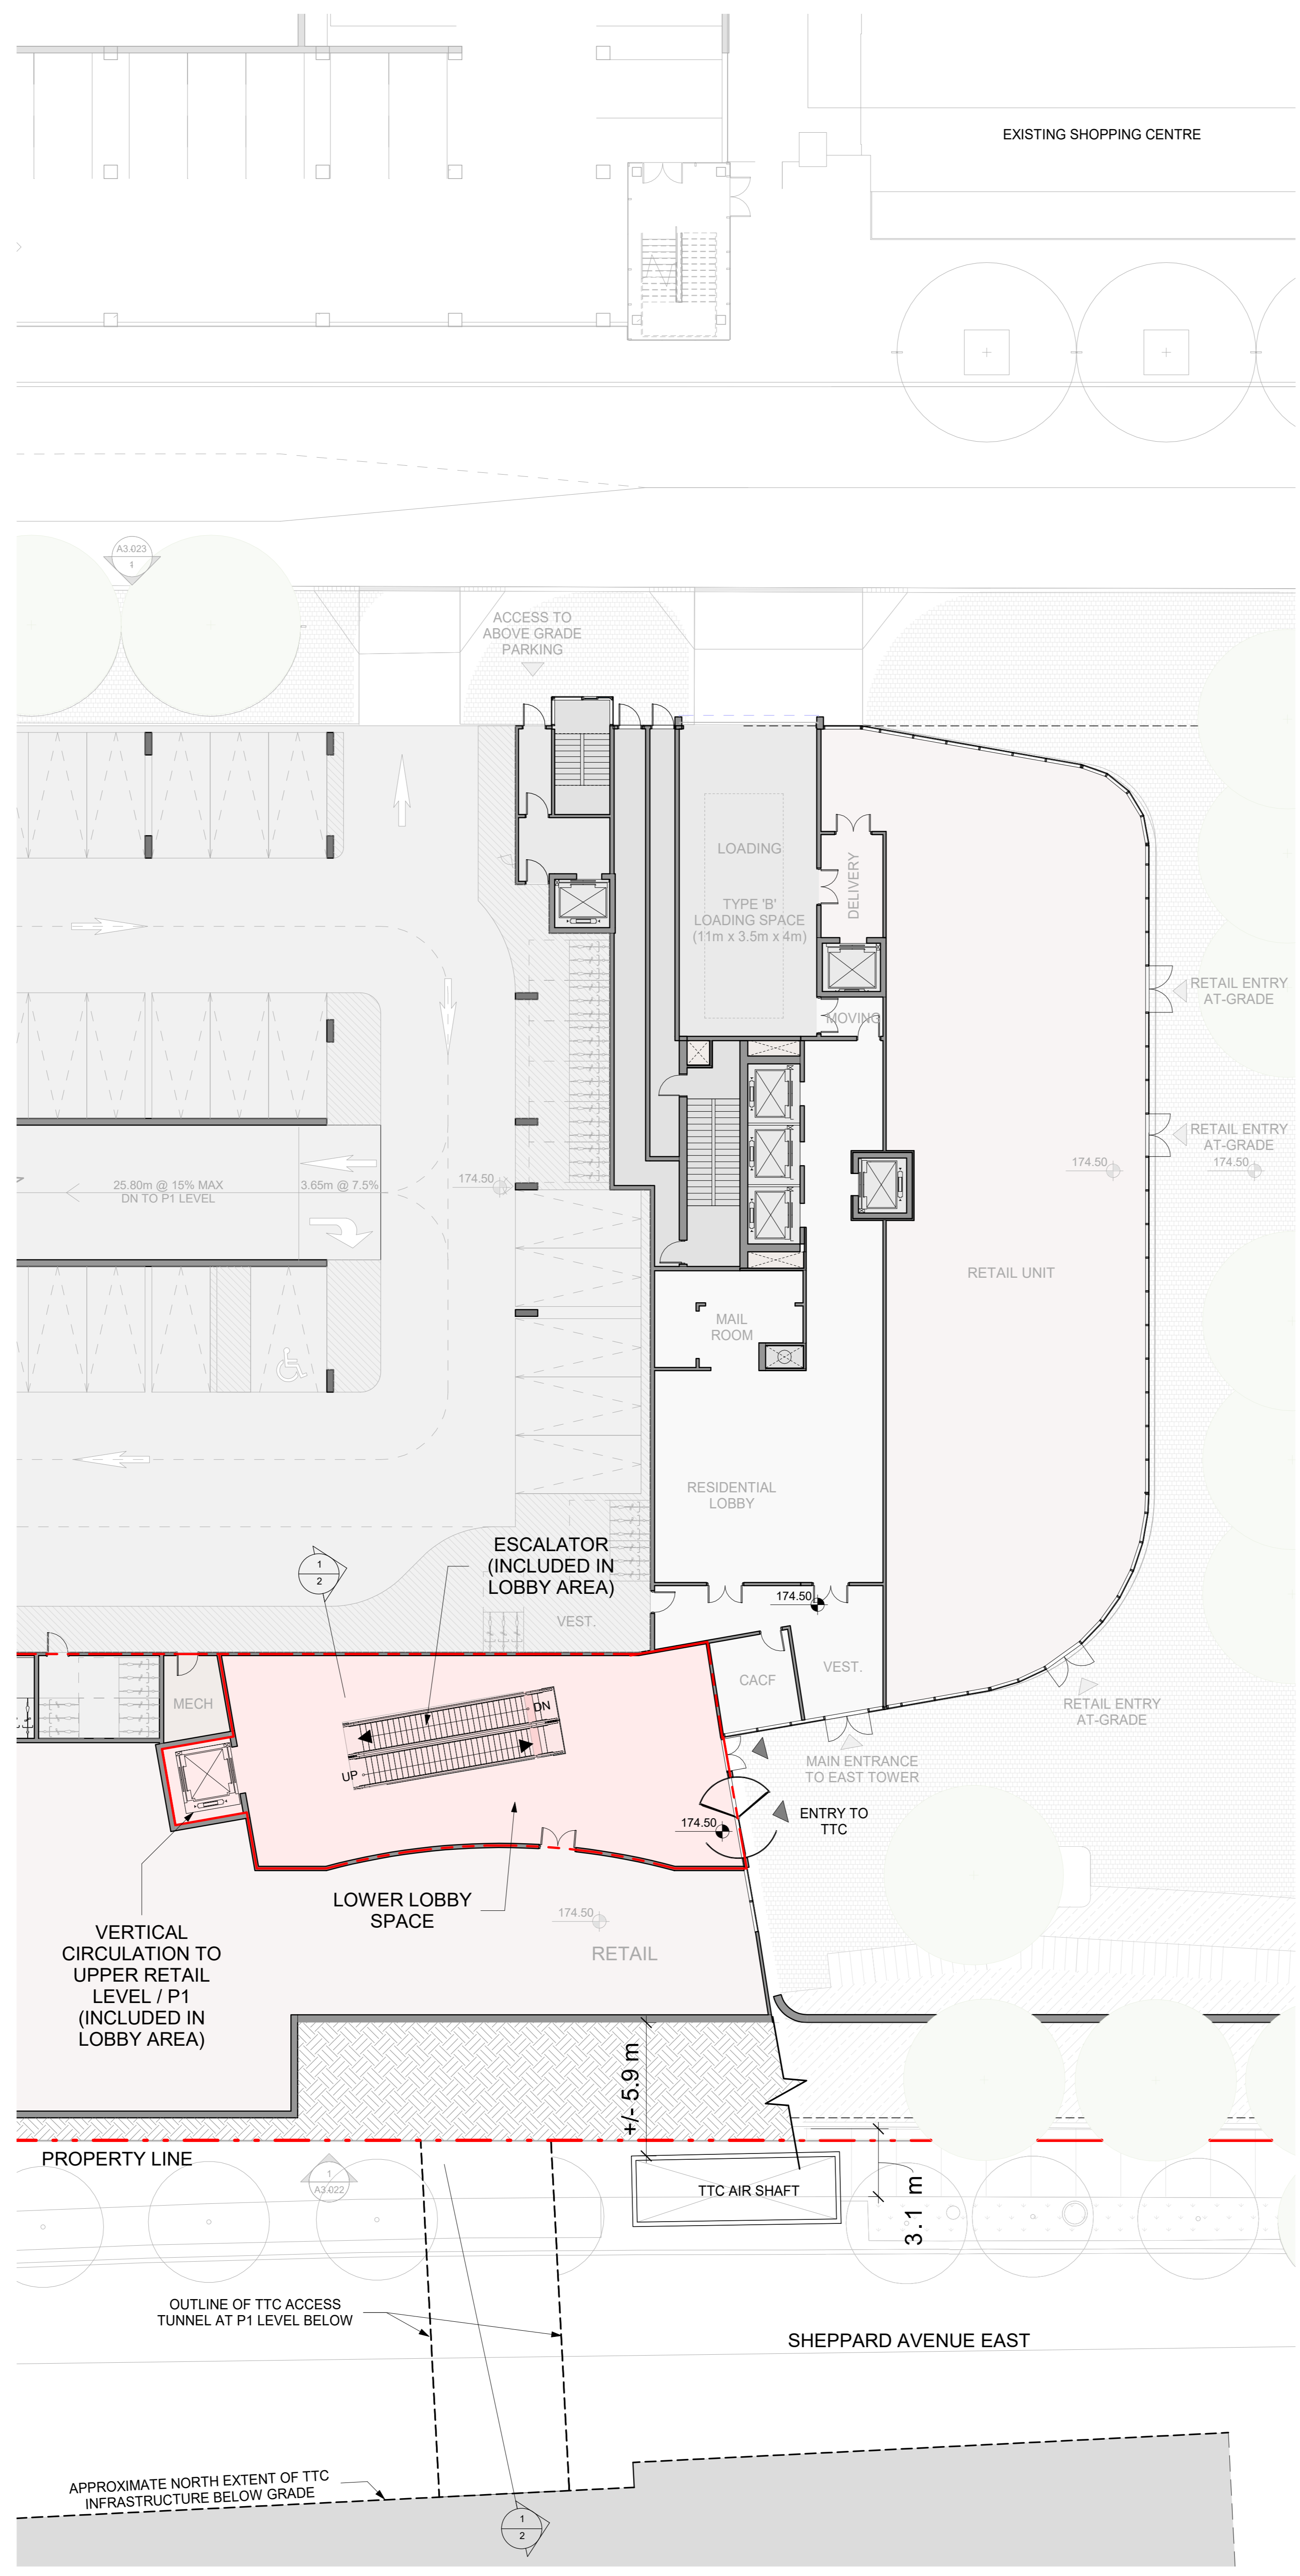 EXISTING SHOPPING CENTRE
A3.023
1
ACCESS TO
ABOVE GRADE
PARKING
LOADING
TYPE 'B'
LOADING SPACE
(11m x 3.5m x 4m)
DELIVERY
MOVING
RETAIL ENTRY
AT-GRADE
RETAIL ENTRY
AT-GRADE
174.50
174.50
174.50
25.80m @ 15% MAX
DN TO P1 LEVEL
3.65m @ 7.5%
RETAIL UNIT
MAIL
ROOM
RESIDENTIAL
LOBBY
ESCALATOR
(INCLUDED IN
LOBBY AREA)
1
2
174.50
VEST.
VEST.
CACF
MECH
RETAIL ENTRY
AT-GRADE
MAIN ENTRANCE
TO EAST TOWER
DN
UP
ENTRY TO
TTC
174.50
LOWER LOBBY
SPACE
174.50
RETAIL
VERTICAL
CIRCULATION TO
UPPER RETAIL
LEVEL / P1
(INCLUDED IN
LOBBY AREA)
+/- 5.9 m
PROPERTY LINE
1
A3.022
TTC AIR SHAFT
3.1 m
OUTLINE OF TTC ACCESS
TUNNEL AT P1 LEVEL BELOW
SHEPPARD AVENUE EAST
APPROXIMATE NORTH EXTENT OF TTC
INFRASTRUCTURE BELOW GRADE
1
2